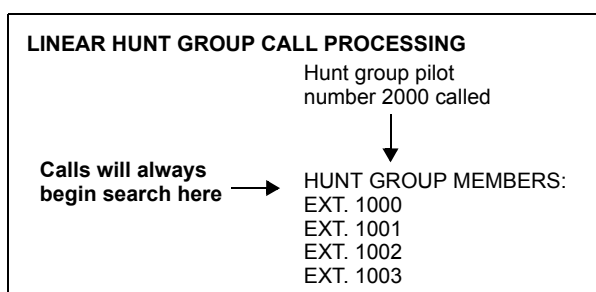 LINEAR HUNT GROUP CALL PROCESSING
Hunt group pilot
number 2000 called
Calls will always
begin search here
HUNT GROUP MEMBERS:
EXT. 1000
EXT. 1001
EXT. 1002
EXT. 1003